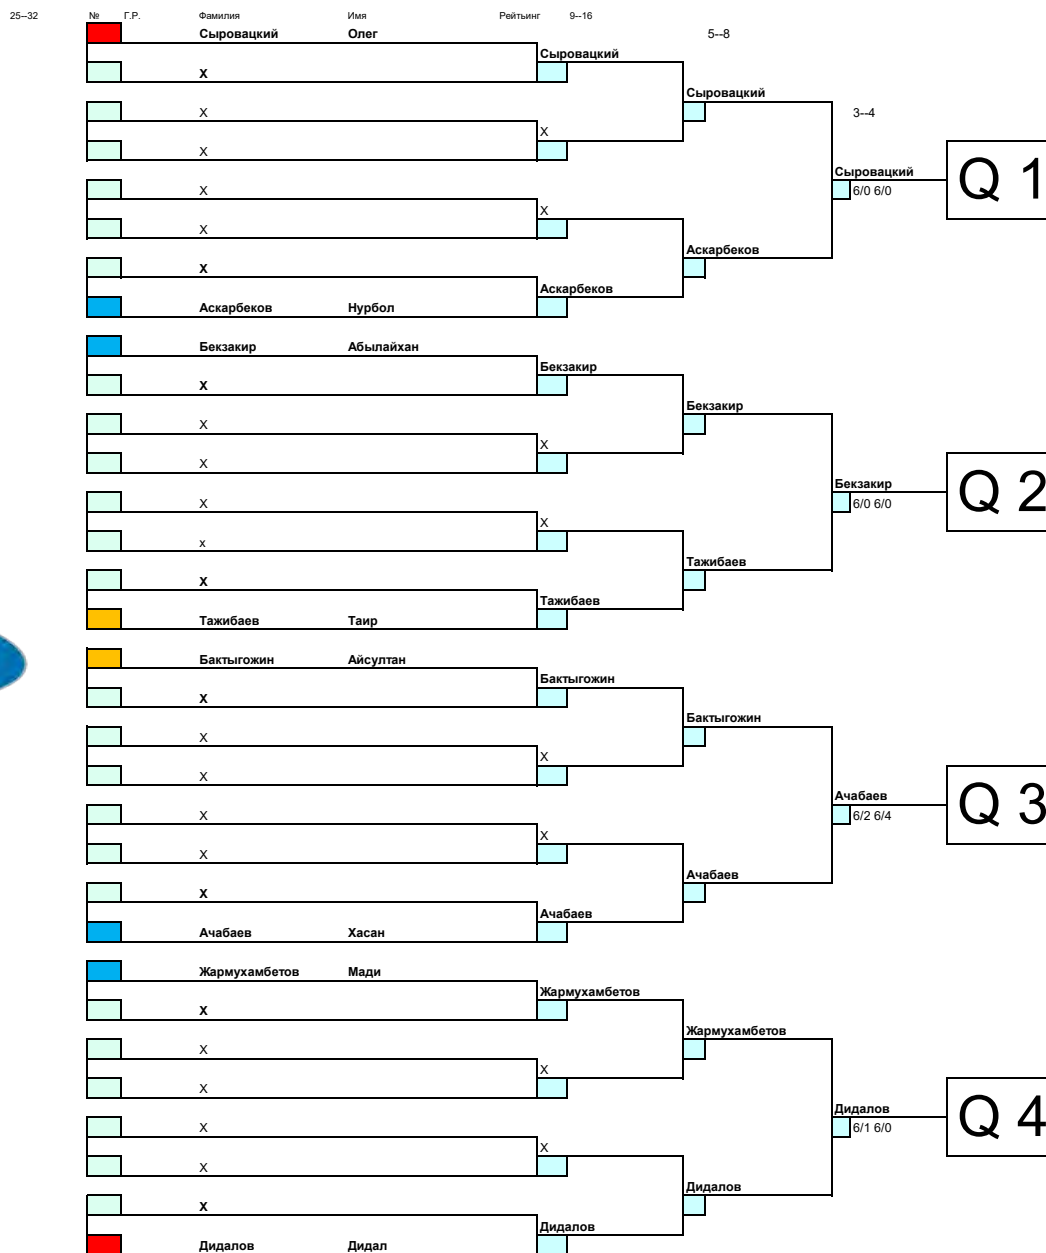 25--32 № Г.Р. Фамилия Имя Рейтьинг 9--16
Сыровацкий Олег 5--8
Сыровацкий
X
Сыровацкий
X 3--4
X
X
Сыровацкий
X 6/0 6/0 Q 1
X
X
Аскарбеков
X
Аскарбеков
Аскарбеков Нурбол
Бекзакир Абылайхан
Бекзакир
X
Бекзакир
X
X
X
Бекзакир
X 6/0 6/0 Q 2
X
x
Тажибаев
X
Тажибаев
Тажибаев Таир
Бактыгожин Айсултан
Бактыгожин
X
Бактыгожин
X
X
X
Ачабаев
X 6/2 6/4 Q 3
X
X
Ачабаев
X
Ачабаев
Ачабаев Хасан
Жармухамбетов Мади
Жармухамбетов
X
Жармухамбетов
X
X
X
Дидалов
X 6/1 6/0 Q 4
X
X
Дидалов
X
Дидалов
Дидалов Дидал